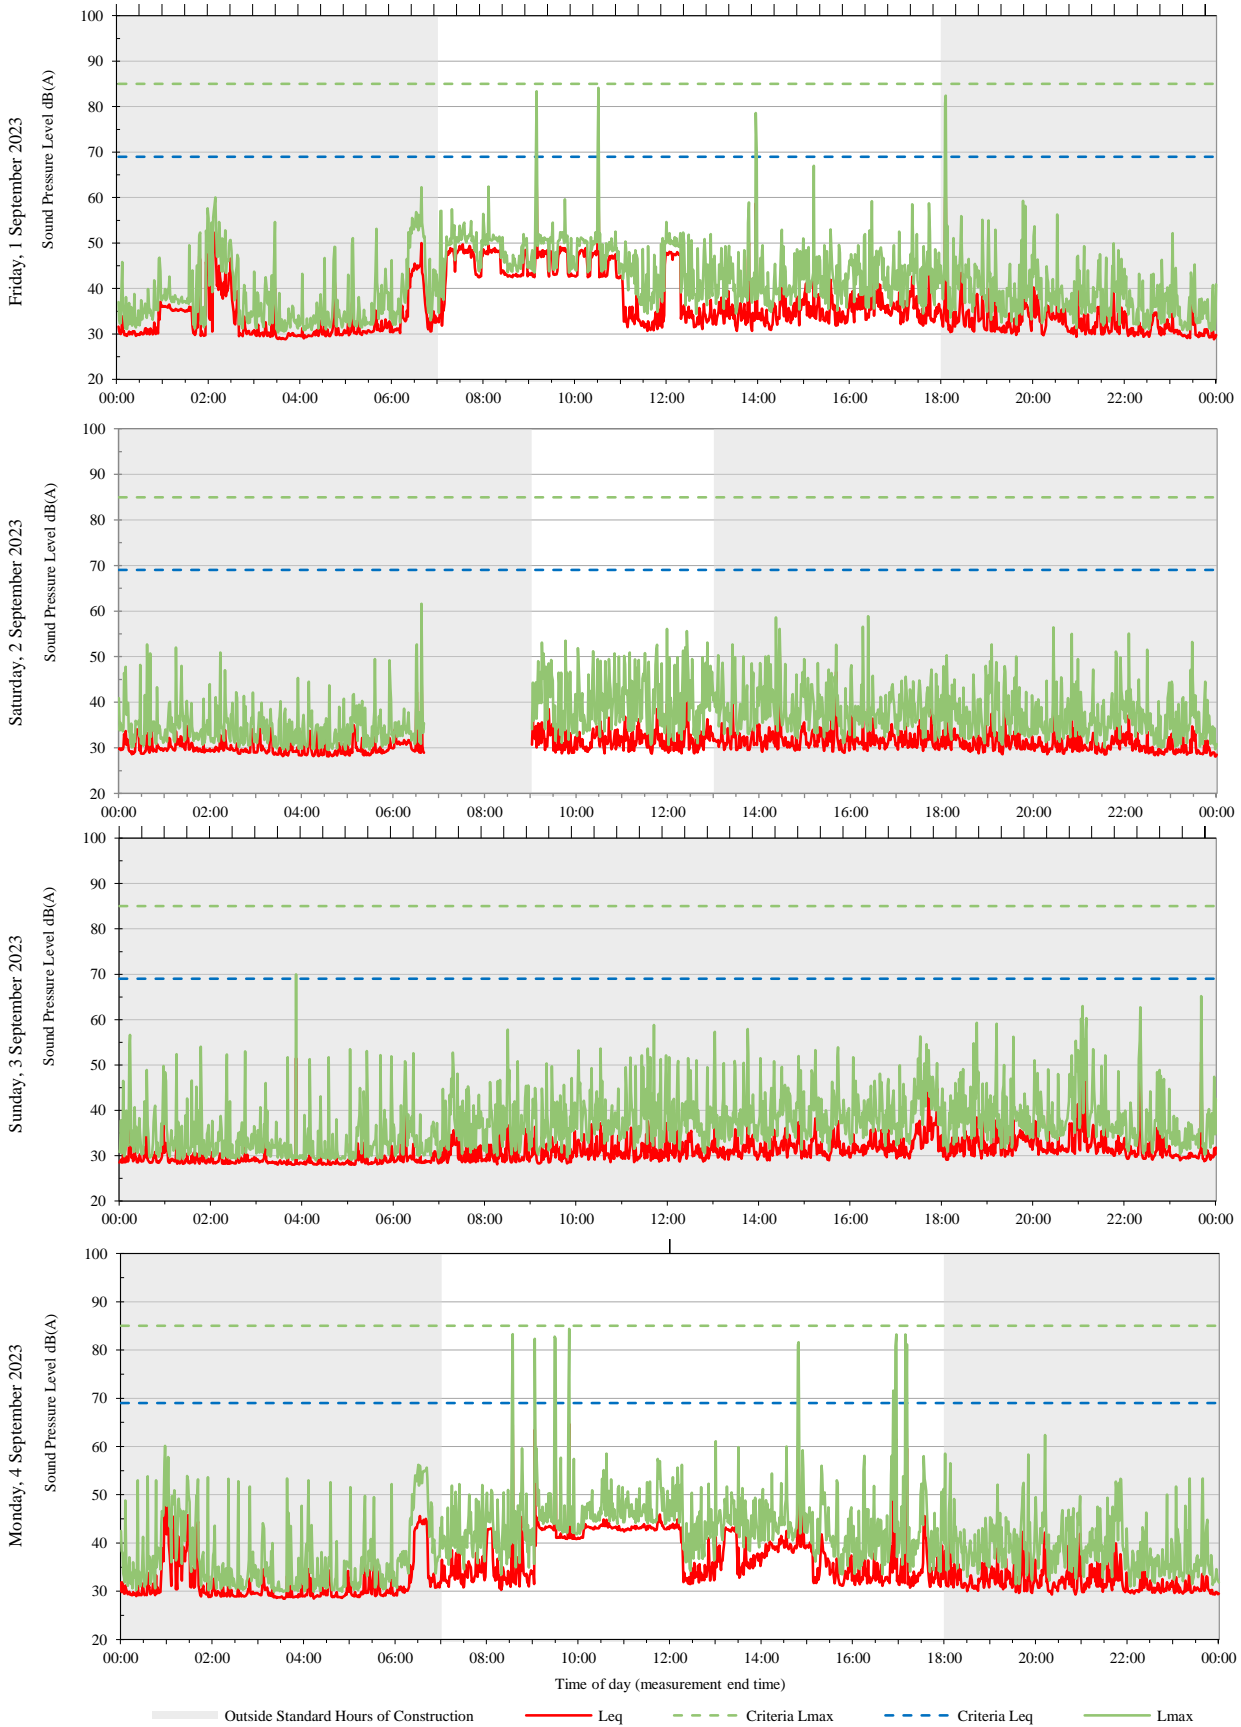 Friday, 1 September 2023
Sound Pressure Level dB(A)
100
90
80
70
60
50
40
30
20
00:00 02:00 04:00 06:00 08:00 10:00 12:00 14:00 16:00 18:00 20:00 22:00 00:00
Saturday, 2 September 2023
Sound Pressure Level dB(A)
100
90
80
70
60
50
40
30
20
00:00 02:00 04:00 06:00 08:00 10:00 12:00 14:00 16:00 18:00 20:00 22:00 00:00
Sunday, 3 September 2023
Sound Pressure Level dB(A)
100
90
80
70
60
50
40
30
20
00:00 02:00 04:00 06:00 08:00 10:00 12:00 14:00 16:00 18:00 20:00 22:00 00:00
Monday, 4 September 2023
Sound Pressure Level dB(A)
100
90
80
70
60
50
40
30
20
00:00 02:00 04:00 06:00 08:00 10:00 12:00 14:00 16:00 18:00 20:00 22:00 00:00
Time of day (measurement end time)
Outside Standard Hours of Construction Leq Criteria Lmax Criteria Leq Lmax